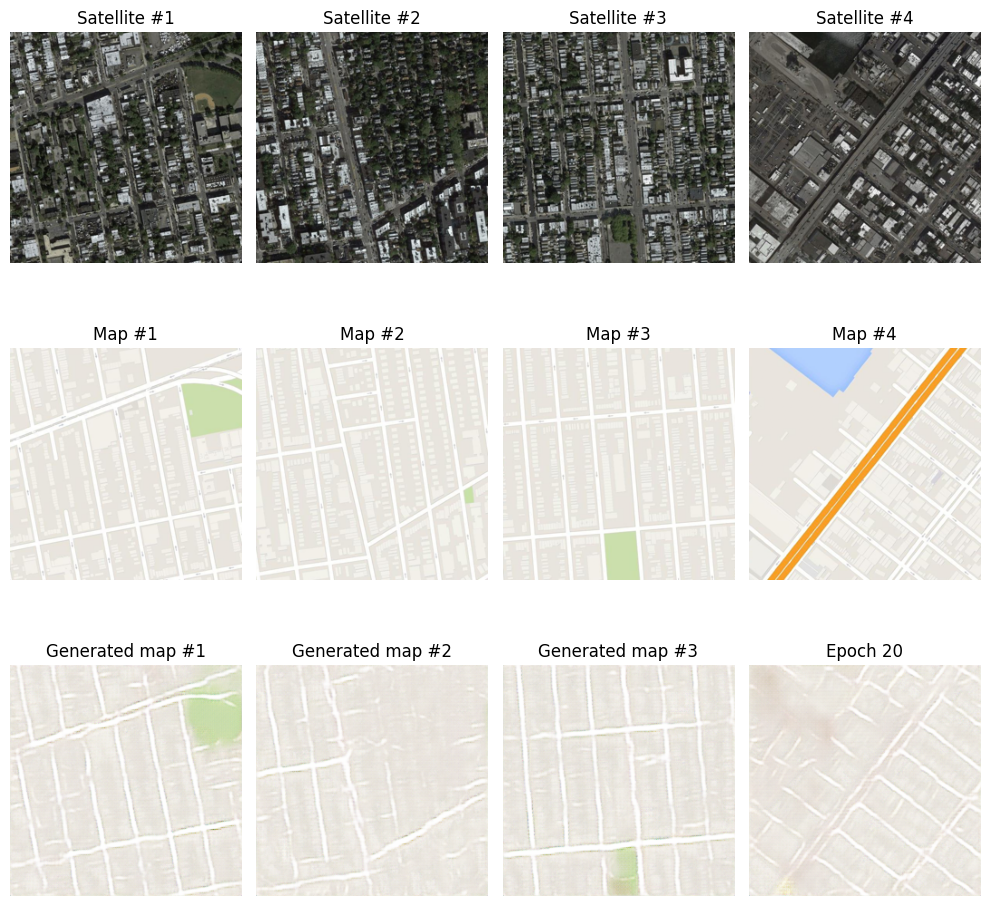 Satellite #1
Satellite #2
Satellite #3
Satellite #4
Map #1
Map #2
Map #3
Map #4
Generated map #1
Generated map #2
Generated map #3
Epoch 20